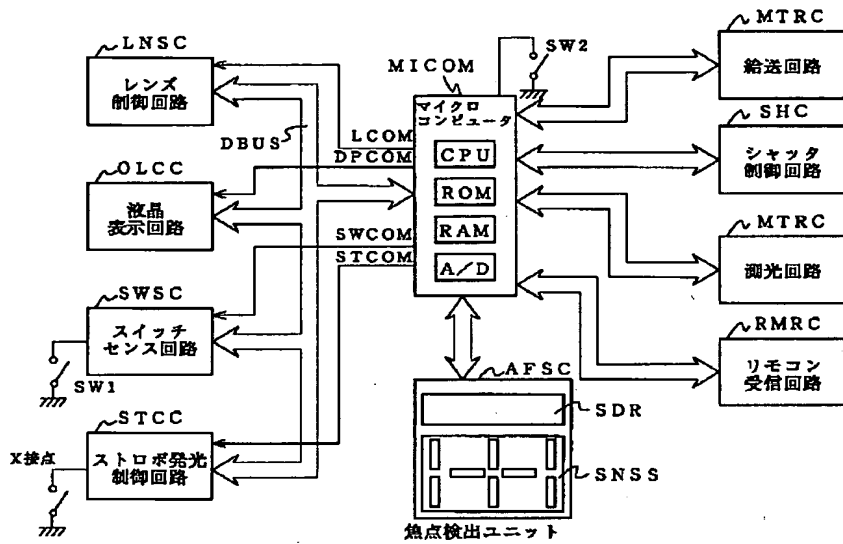 LNSC
レンズ
制御回路
DBUS
OLCC
液晶
表示回路
SWSC
スイッチ
センス回路
SW1
STCC
ストロボ発光
制御回路
X接点
LCOM
DPCOM
SWCOM
STCOM
MICOM
マイクロ
コンピュータ
CPU
ROM
RAM
A/D
SW2
AFSC
SDR
SNSS
焦点検出ユニット
MTRC
給送回路
SHC
シャッタ
制御回路
MTRC
測光回路
RMRC
リモコン
受信回路